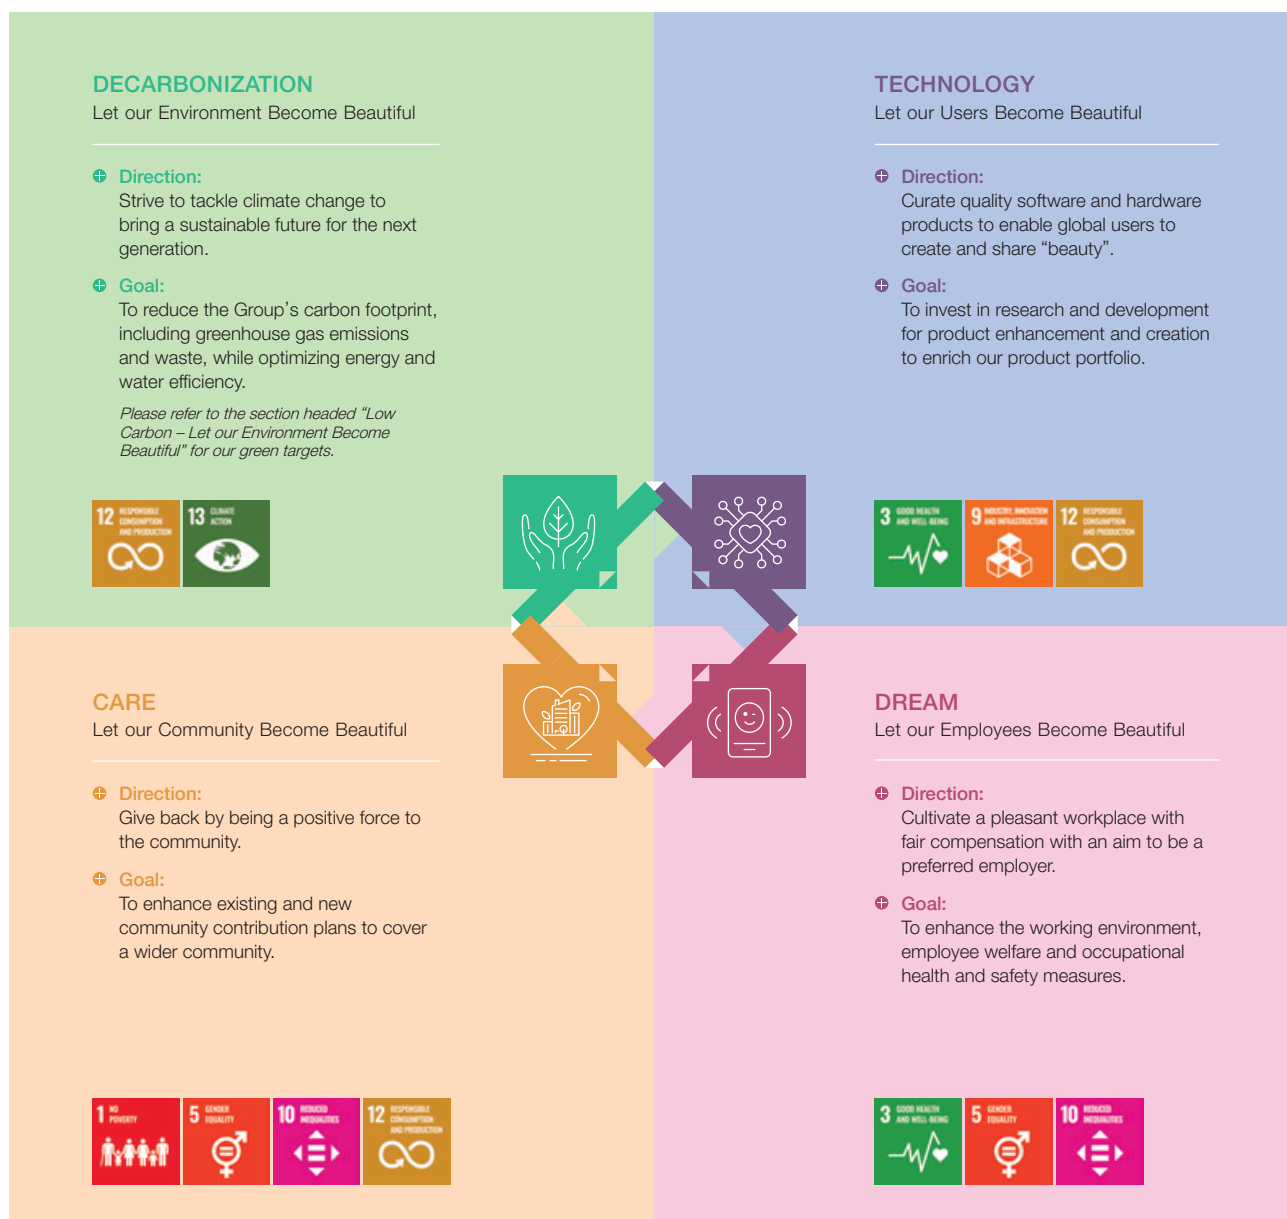 DECARBONIZATION
Let our Environment Become Beautiful
Direction:
Strive to tackle climate change to
bring a sustainable future for the next
generation.
Goal:
To reduce the Group’s carbon footprint,
including greenhouse gas emissions
and waste, while optimizing energy and
water efficiency.
Please refer to the section headed “Low
Carbon – Let our Environment Become
Beautiful” for our green targets.
12 RESPONSIBLE
CONSUMPTION
AND PRODUCTION
13 CLIMATE
ACTION
TECHNOLOGY
Let our Users Become Beautiful
Direction:
Curate quality software and hardware
products to enable global users to
create and share “beauty”.
Goal:
To invest in research and development
for product enhancement and creation
to enrich our product portfolio.
3 GOOD HEALTH
AND WELL-BEING
9 INDUSTRY, INNOVATION
AND INFRASTRUCTURE
12 RESPONSIBLE
CONSUMPTION
AND PRODUCTION
CARE
Let our Community Become Beautiful
Direction:
Give back by being a positive force to
the community.
Goal:
To enhance existing and new
community contribution plans to cover
a wider community.
1 NO
POVERTY
5 GENDER
EQUALITY
10 REDUCED
INEQUALITIES
12 RESPONSIBLE
CONSUMPTION
AND PRODUCTION
DREAM
Let our Employees Become Beautiful
Direction:
Cultivate a pleasant workplace with
fair compensation with an aim to be a
preferred employer.
Goal:
To enhance the working environment,
employee welfare and occupational
health and safety measures.
3 GOOD HEALTH
AND WELL-BEING
5 GENDER
EQUALITY
10 REDUCED
INEQUALITIES